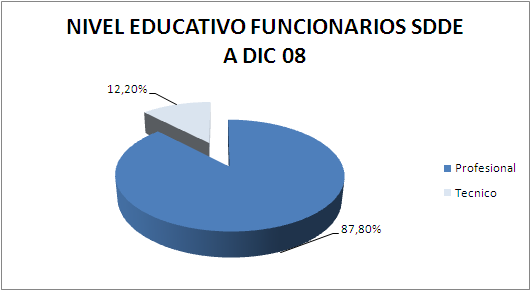 NIVEL EDUCATIVO FUNCIONARIOS SDDE
A DIC 08
12,20%
Profesional
Tecnico
87,80%